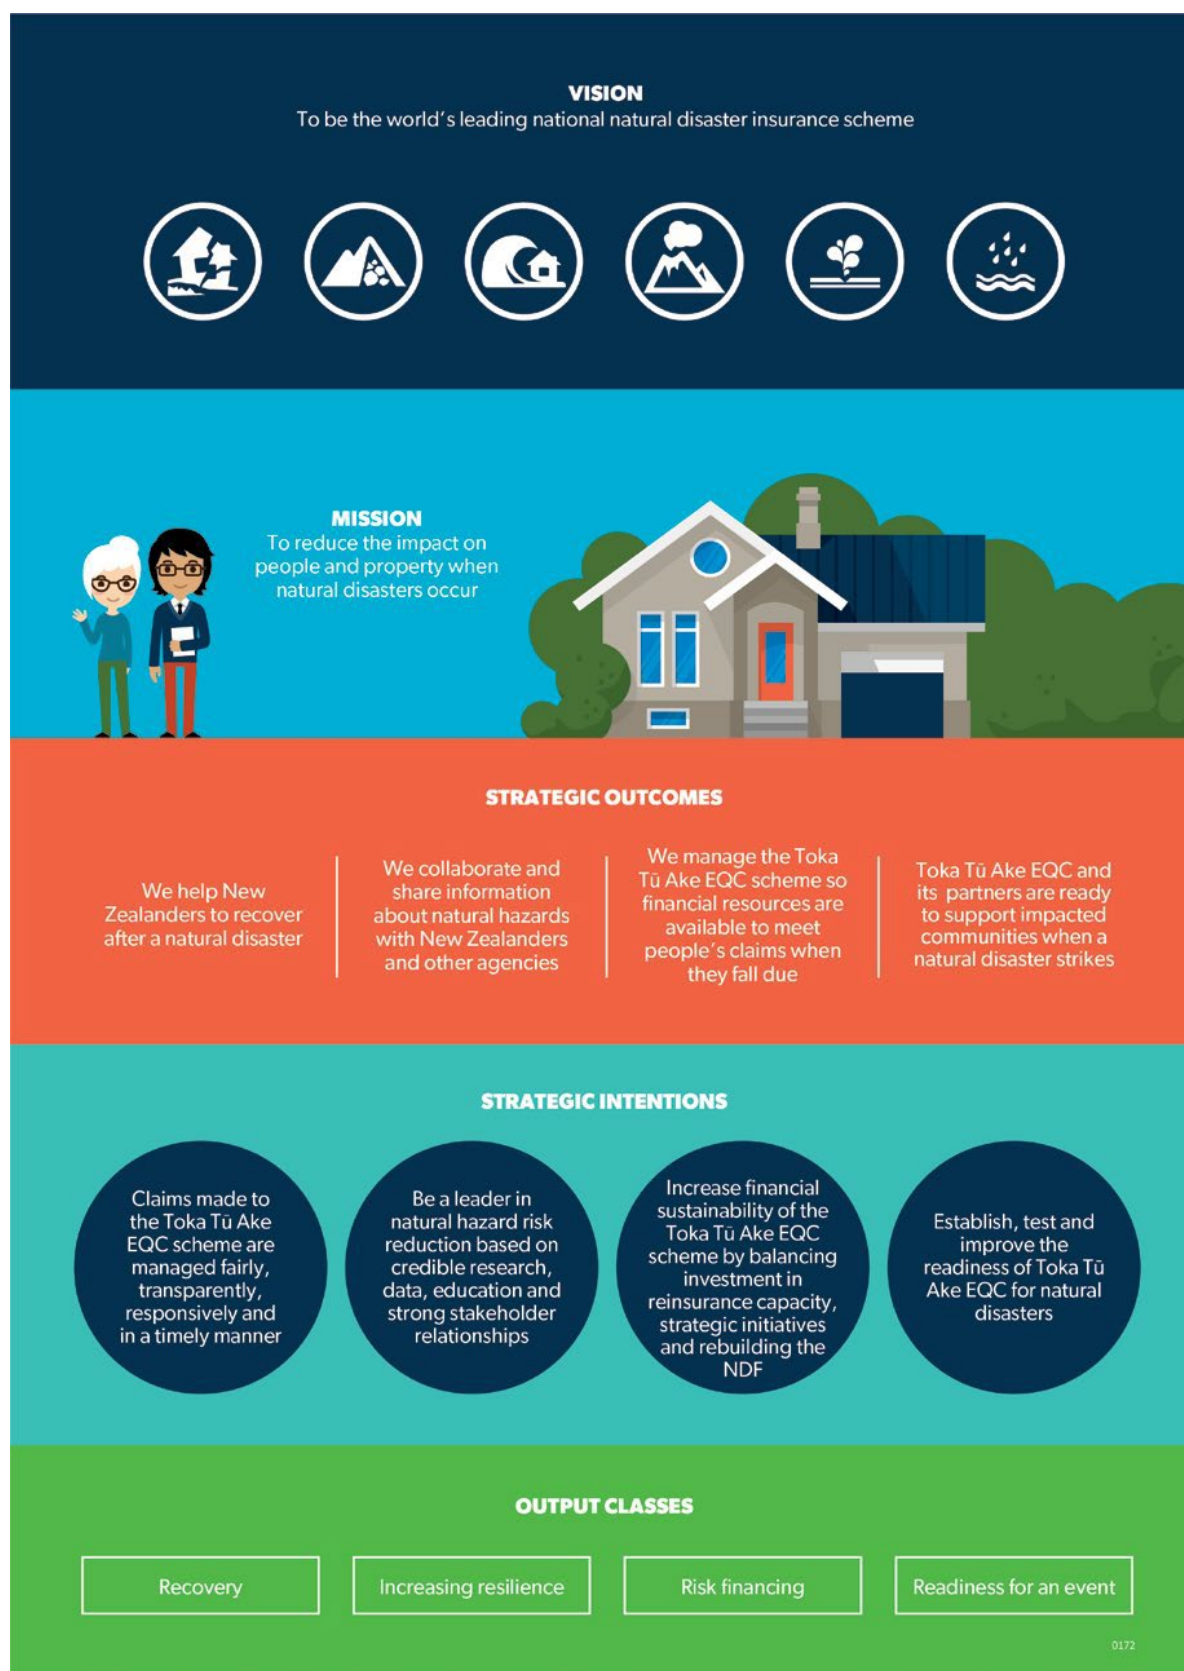 VISION
To be the world's leading national natural disaster insurance scheme
MISSION
To reduce the impact on
people and property when
natural disasters occur
STRATEGIC OUTCOMES
We help New
Zealanders to recover
after a natural disaster
We collaborate and
share information
about natural hazards
with New Zealanders
and other agencies
We manage the Toka
Tū Ake EQC scheme so
financial resources are
available to meet
people's claims when
they fall due
Toka Tū Ake EQC and
its partners are ready
to support impacted
communities when a
natural disaster strikes
STRATEGIC INTENTIONS
Claims made to
the Toka Tū Ake
EQC scheme are
managed fairly,
transparently,
responsively and
in a timely manner
Be a leader in
natural hazard risk
reduction based on
credible research,
data, education and
strong stakeholder
relationships
Increase financial
sustainability of the
Toka Tū Ake EQC
scheme by balancing
investment in
reinsurance capacity,
strategic initiatives
and rebuilding the
NDF
Establish, test and
improve the
readiness of Toka Tū
Ake EQC for natural
disasters
OUTPUT CLASSES
Recovery
Increasing resilience
Risk financing
Readiness for an event
0172